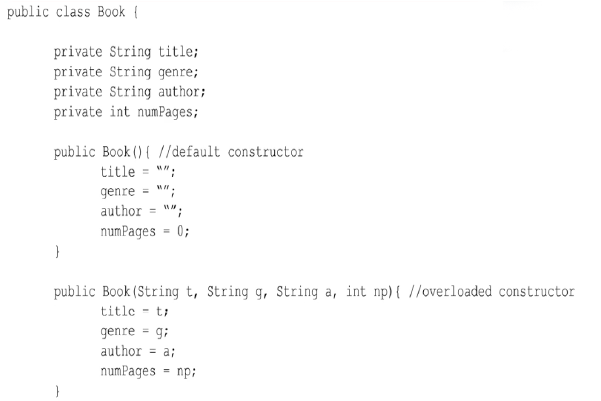 public class Book {
private String title;
private String genre;
private String author;
private int numPages;
public Book(){ //default constructor
title = “”;
genre = “”;
author = “”;
numPages = 0;
}
public Book(String t, String g, String a, int np){ //overloaded constructor
title = t;
genre = g;
author = a;
numPages = np;
}